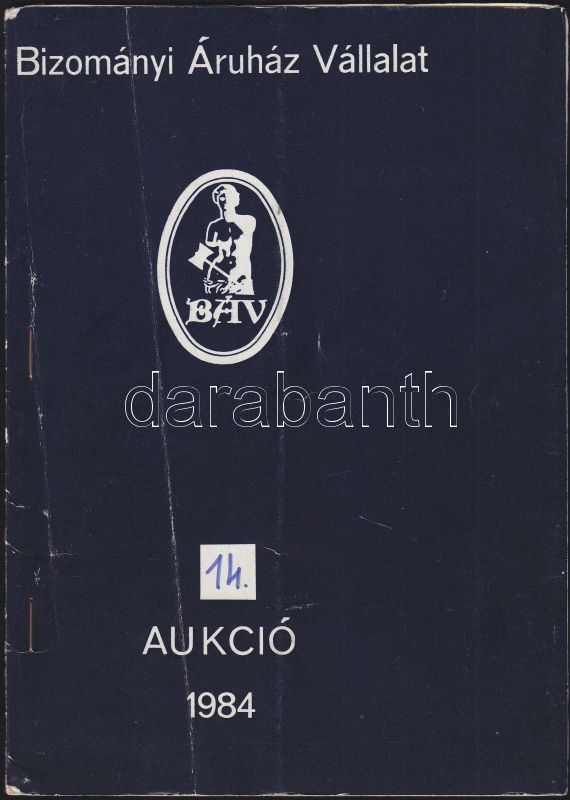 Bizományi Áruház Vállalat
BÁV
darabanth
14.
AUKCIÓ
1984